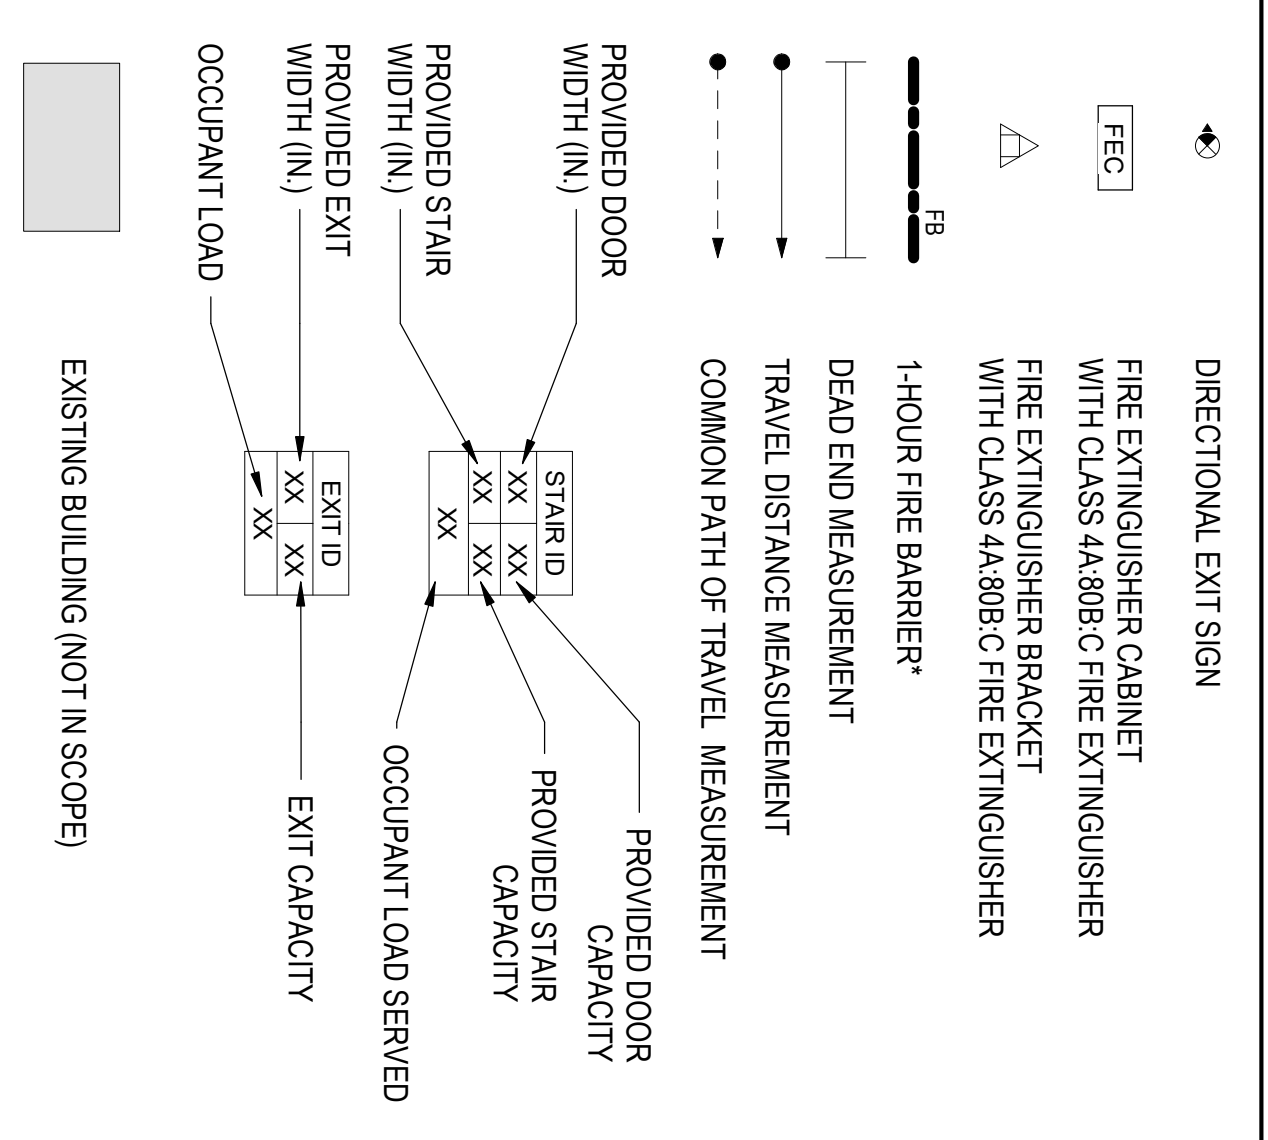 DIRECTIONAL EXIT SIGN
FEC
FIRE EXTINGUISHER CABINET
WITH CLASS 4A:80B:C FIRE EXTINGUISHER
FIRE EXTINGUISHER BRACKET
WITH CLASS 4A:80B:C FIRE EXTINGUISHER
FB
1-HOUR FIRE BARRIER*
DEAD END MEASUREMENT
TRAVEL DISTANCE MEASUREMENT
COMMON PATH OF TRAVEL MEASUREMENT
PROVIDED DOOR
WIDTH (IN.)
PROVIDED STAIR
WIDTH (IN.)
STAIR ID
XX XX
XX XX
XX
PROVIDED DOOR
CAPACITY
PROVIDED STAIR
CAPACITY
OCCUPANT LOAD SERVED
PROVIDED EXIT
WIDTH (IN.)
OCCUPANT LOAD
EXIT ID
XX XX
XX
EXIT CAPACITY
EXISTING BUILDING (NOT IN SCOPE)